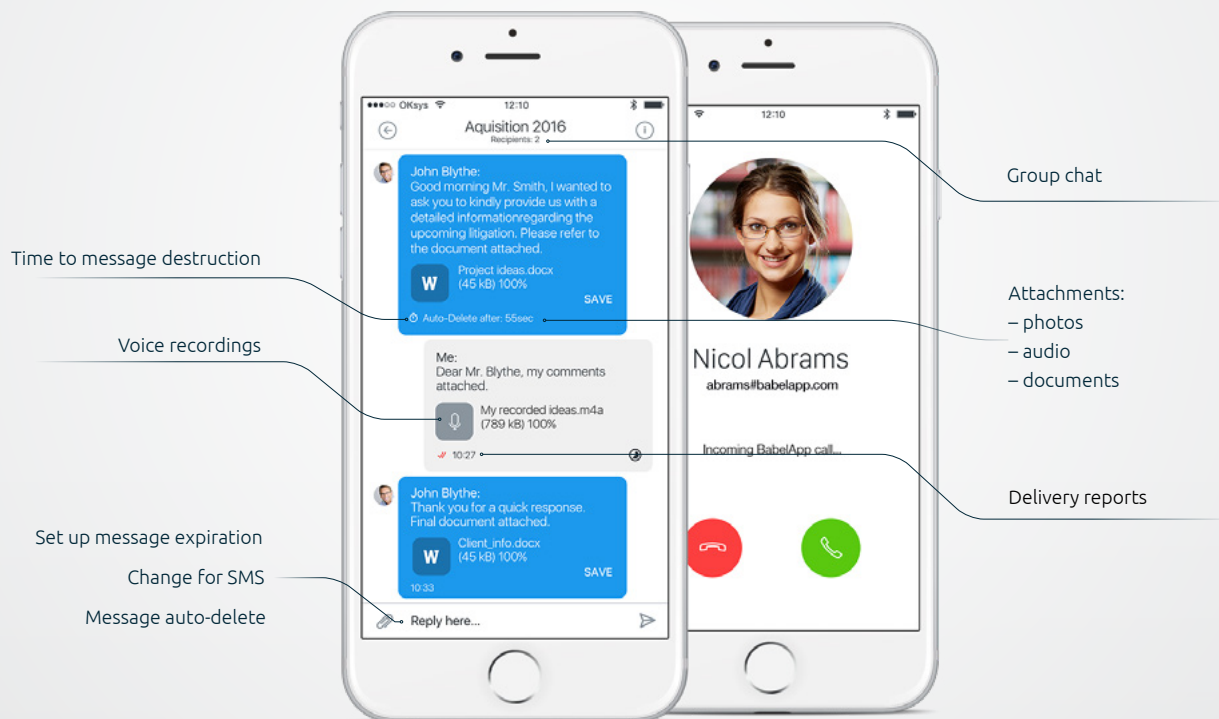 OKsys
12:10
Aquisition 2016
Recipients: 2
John Blythe:
Good morning Mr. Smith, I wanted to
ask you to kindly provide us with a
detailed informationregarding the
upcoming litigation. Please refer to
the document attached.
W
Project ideas.docx
(45 kB) 100%
SAVE
Auto-Delete after: 55sec
Me:
Dear Mr. Blythe, my comments
attached.
My recorded ideas.m4a
(789 kB) 100%
10:27
John Blythe:
Thank you for a quick response.
Final document attached.
W
Client_info.docx
(45 kB) 100%
SAVE
10:33
Reply here...
12:10
Nicol Abrams
abrams#babelapp.com
Incoming BabelApp call...
Time to message destruction
Voice recordings
Set up message expiration
Change for SMS
Message auto-delete
Group chat
Attachments:
– photos
– audio
– documents
Delivery reports